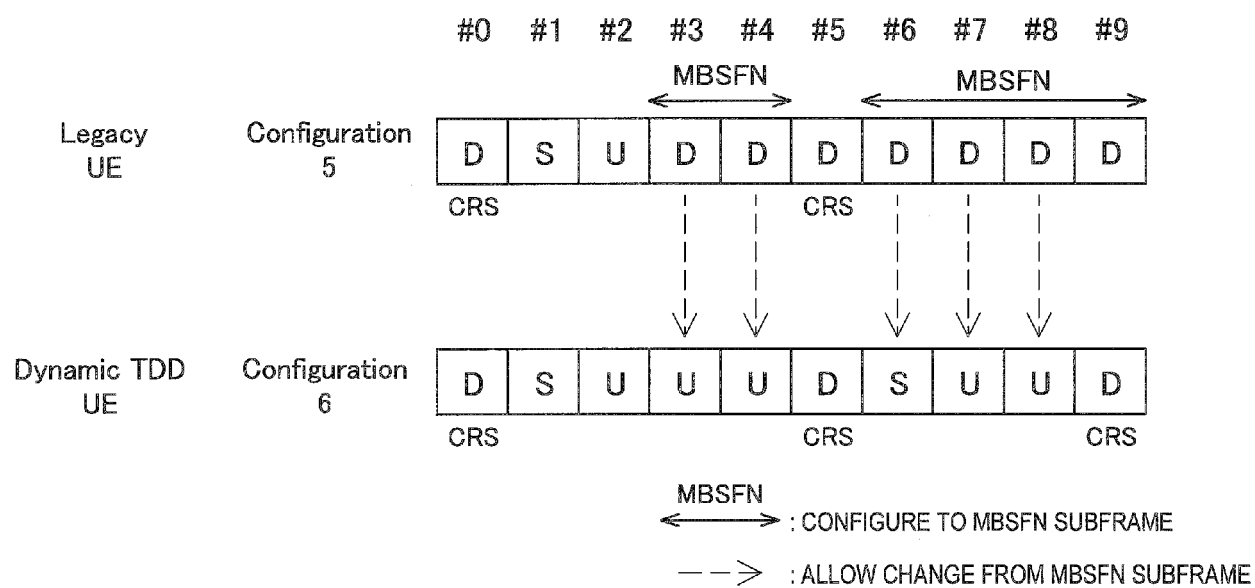 #0 #1 #2 #3 #4 #5 #6 #7 #8 #9
MBSFN MBSFN
Legacy UE Configuration 5 D S U D D D D D D D
CRS CRS
Dynamic TDD UE Configuration 6 D S U U U D S U U D
CRS CRS CRS
MBSFN
: CONFIGURE TO MBSFN SUBFRAME
: ALLOW CHANGE FROM MBSFN SUBFRAME